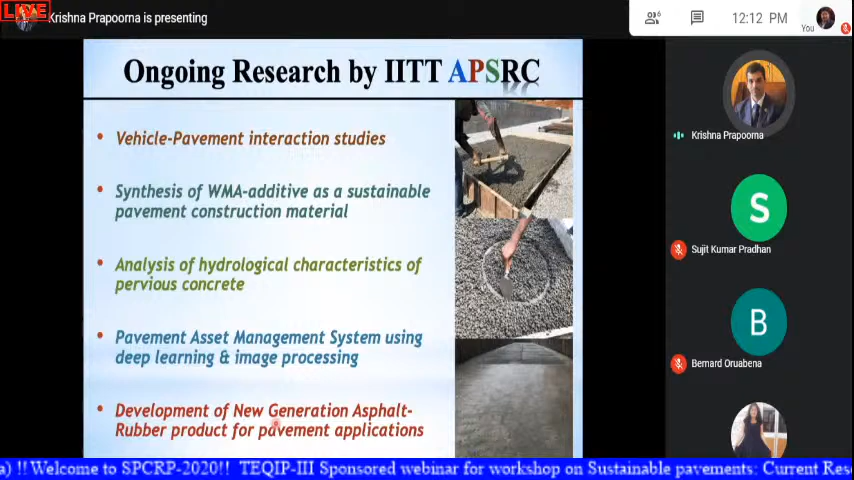 LIVE
Krishna Prapoorna is presenting
6
12:12 PM
You
Ongoing Research by IITT APSRC
• Vehicle-Pavement interaction studies
• Synthesis of WMA-additive as a sustainable
pavement construction material
• Analysis of hydrological characteristics of
pervious concrete
• Pavement Asset Management System using
deep learning & image processing
• Development of New Generation Asphalt-
Rubber product for pavement applications
Krishna Prapoorna
S
Sujit Kumar Pradhan
B
Bernard Oruabena
a) !! Welcome to SPCRP-2020!! TEQIP-III Sponsored webinar for workshop on Sustainable pavements: Current Rese